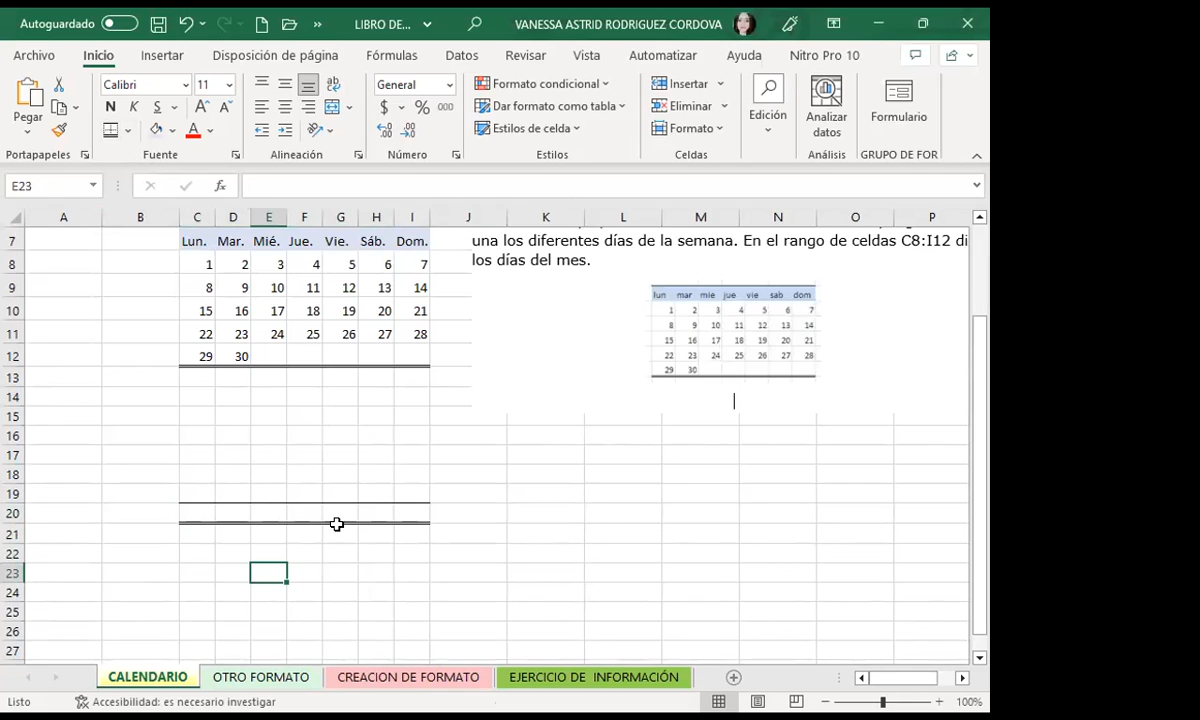 Autoguardado
LIBRO DE...
VANESSA ASTRID RODRIGUEZ CORDOVA
Archivo Inicio Insertar Disposición de página Fórmulas Datos Revisar Vista Automatizar Ayuda Nitro Pro 10
Pegar
Calibri 11
N K S A A
A
ab
General
$ % 000
Formato condicional
Dar formato como tabla
Estilos de celda
Insertar
Eliminar
Formato
Edición
Analizar
datos
Formulario
Portapapeles Fuente Alineación Número Estilos Celdas Análisis GRUPO DE FOR
E23 fx
A B C D E F G H I J K L M N O P
7 Lun. Mar. Mié. Jue. Vie. Sáb. Dom.
8 1 2 3 4 5 6 7
9 8 9 10 11 12 13 14
10 15 16 17 18 19 20 21
11 22 23 24 25 26 27 28
12 29 30
13
14
15
16
17
18
19
20
21
22
23
24
25
26
27
una los diferentes días de la semana. En el rango de celdas C8:I12 di
los días del mes.
lun mar mie jue vie sab dom
1 2 3 4 5 6 7
8 9 10 11 12 13 14
15 16 17 18 19 20 21
22 23 24 25 26 27 28
29 30
CALENDARIO OTRO FORMATO CREACION DE FORMATO EJERCICIO DE INFORMACIÓN
Listo Accesibilidad: es necesario investigar 100%